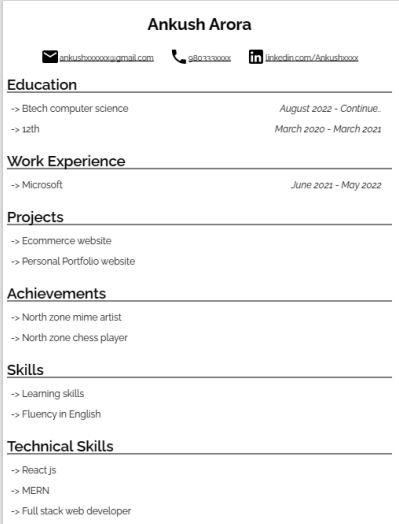 Ankush Arora
ankushxxxxxx@gmail.com 980333xxxx linkedin.com/Ankushxxxx
Education
-> Btech computer science August 2022 - Continue..
-> 12th March 2020 - March 2021
Work Experience
-> Microsoft June 2021 - May 2022
Projects
-> Ecommerce website
-> Personal Portfolio website
Achievements
-> North zone mime artist
-> North zone chess player
Skills
-> Learning skills
-> Fluency in English
Technical Skills
-> React js
-> MERN
-> Full stack web developer